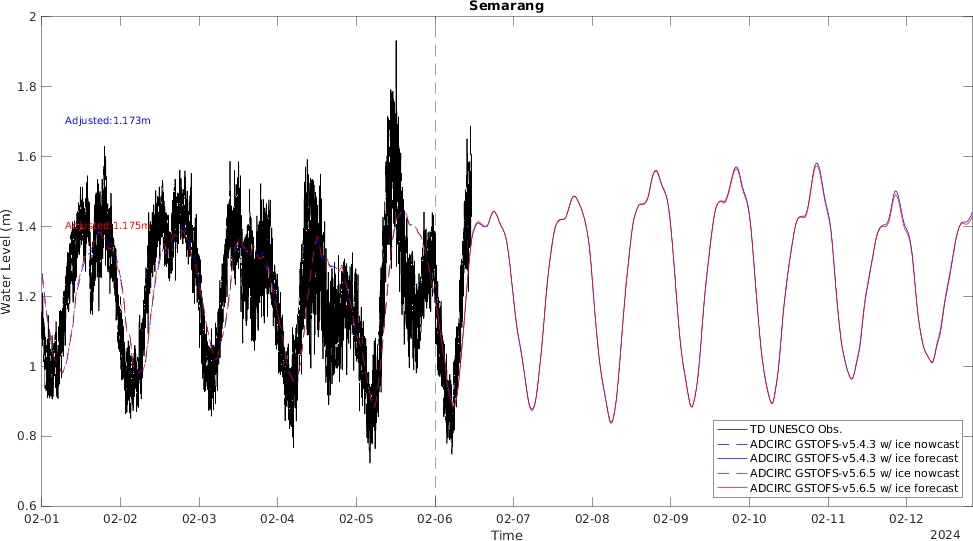 Semarang
2
1.8
1.6
1.4
1.2
1
0.8
0.6
Water Level (m)
Adjusted:1.173m
Adjusted:1.175m
TD UNESCO Obs.
ADCIRC GSTOFS-v5.4.3 w/ ice nowcast
ADCIRC GSTOFS-v5.4.3 w/ ice forecast
ADCIRC GSTOFS-v5.6.5 w/ ice nowcast
ADCIRC GSTOFS-v5.6.5 w/ ice forecast
02-01 02-02 02-03 02-04 02-05 02-06 02-07 02-08 02-09 02-10 02-11 02-12
Time
2024